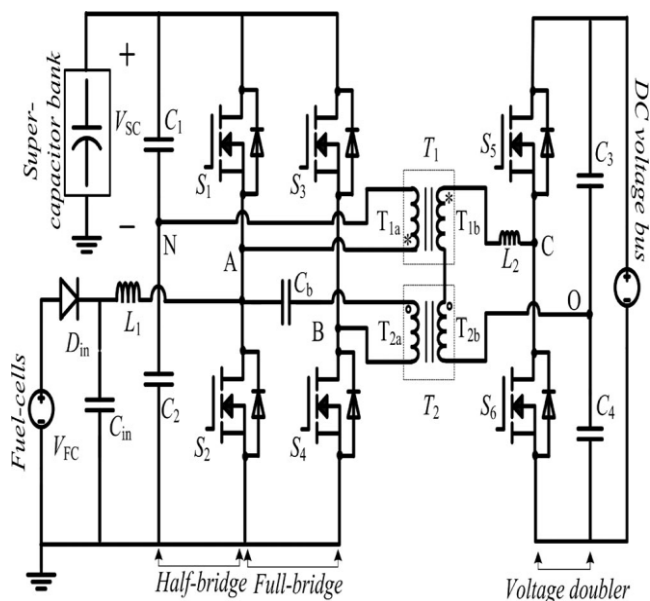 Super-
capacitor bank
+
V_SC
−
C_1
S_1
S_3
N
A
T_1
T_1a
T_1b
*
*
S_5
C_3
L_2
C
DC voltage bus
Fuel-cells
V_FC
D_in
C_in
L_1
C_2
C_b
B
T_2a
T_2b
T_2
O
S_2
S_4
S_6
C_4
Half-bridge
Full-bridge
Voltage doubler